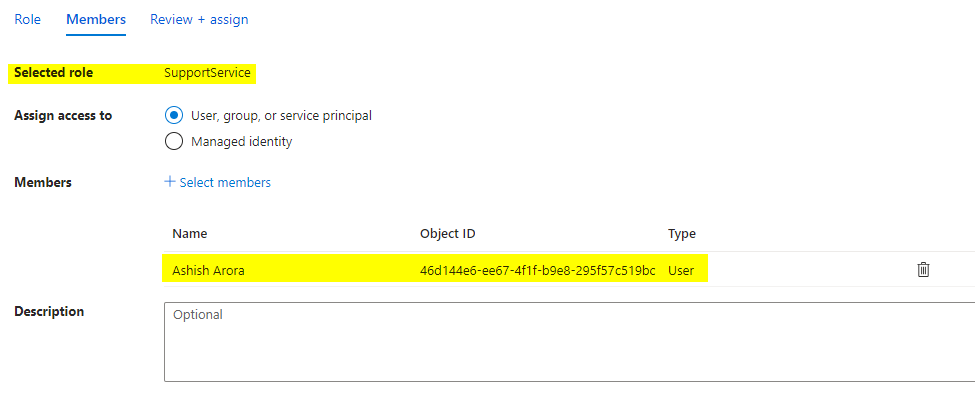 Role Members Review + assign
Selected role SupportService
Assign access to User, group, or service principal
Managed identity
Members + Select members
Name Object ID Type
Ashish Arora 46d144e6-ee67-4f1f-b9e8-295f57c519bc User
Description Optional